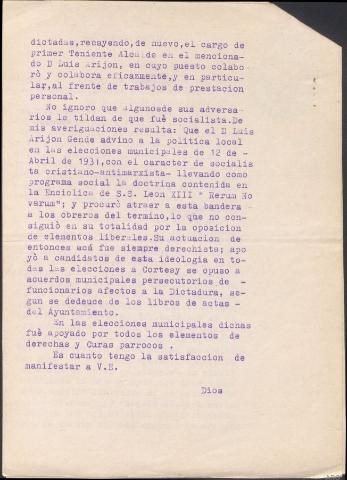 dictadas,recayendo,de nuevo,el cargo de
primer Teniente Alcalde en el menciona-
do D Luis Arijon, en cuyo puesto colabo
rò y colabora eficazmente,y en particu-
lar,al frente de trabajos de prestacion
personal.
No ignoro que algunosde sus adversa-
rios le tildan de que fuè socialista.De
mis averiguaciones resulta: Que el D Luis
Arijon Gende advino a la politica local
en las elecciones municipales de 12 de -
Abril de 1931,con el caracter de socialis
ta cristiano-antimarxista- llevando como
programa social la doctrina contenida en
la Enciclica de S.S. Leon XIII " Rerum No
varum"; y procurò atraer a esta bandera -
a los obreros del termino,lo que no con-
siguiò en su totalidad por la oposicion
de elementos liberales.Su actuacion de -
entonces acà fue siempre derechista; apo
yò a candidatos de esta ideologia en to-
das las elecciones a Cortesy se opuso a
acuerdos municipales persecutorios de -
funcionarios afectos a la Dictadura, se-
gun se dedeuce de los libros de actas -
del Ayuntamiento.
En las elecciones municipales dichas
fuè apoyado por todos los elementos de
derechas y Curas parrocos .
Es cuanto tengo la satisfaccion de
manifestar a V.E.
Dios